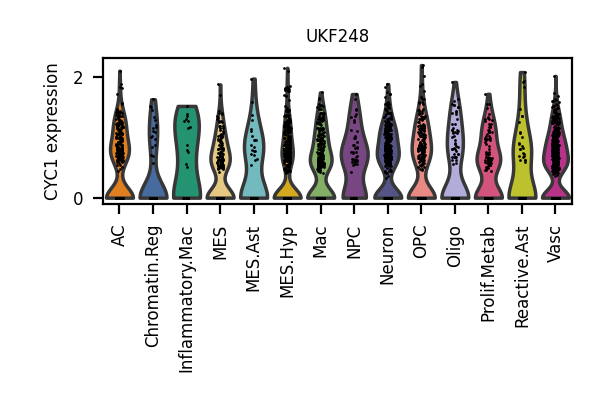 UKF248
CYC1 expression
2
0
AC
Chromatin.Reg
Inflammatory.Mac
MES
MES.Ast
MES.Hyp
Mac
NPC
Neuron
OPC
Oligo
Prolif.Metab
Reactive.Ast
Vasc